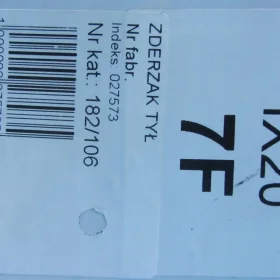 ZDERZAK TYŁ
Nr fabr.
Indeks: 027573
Nr kat.: 182/106
IX20
7F